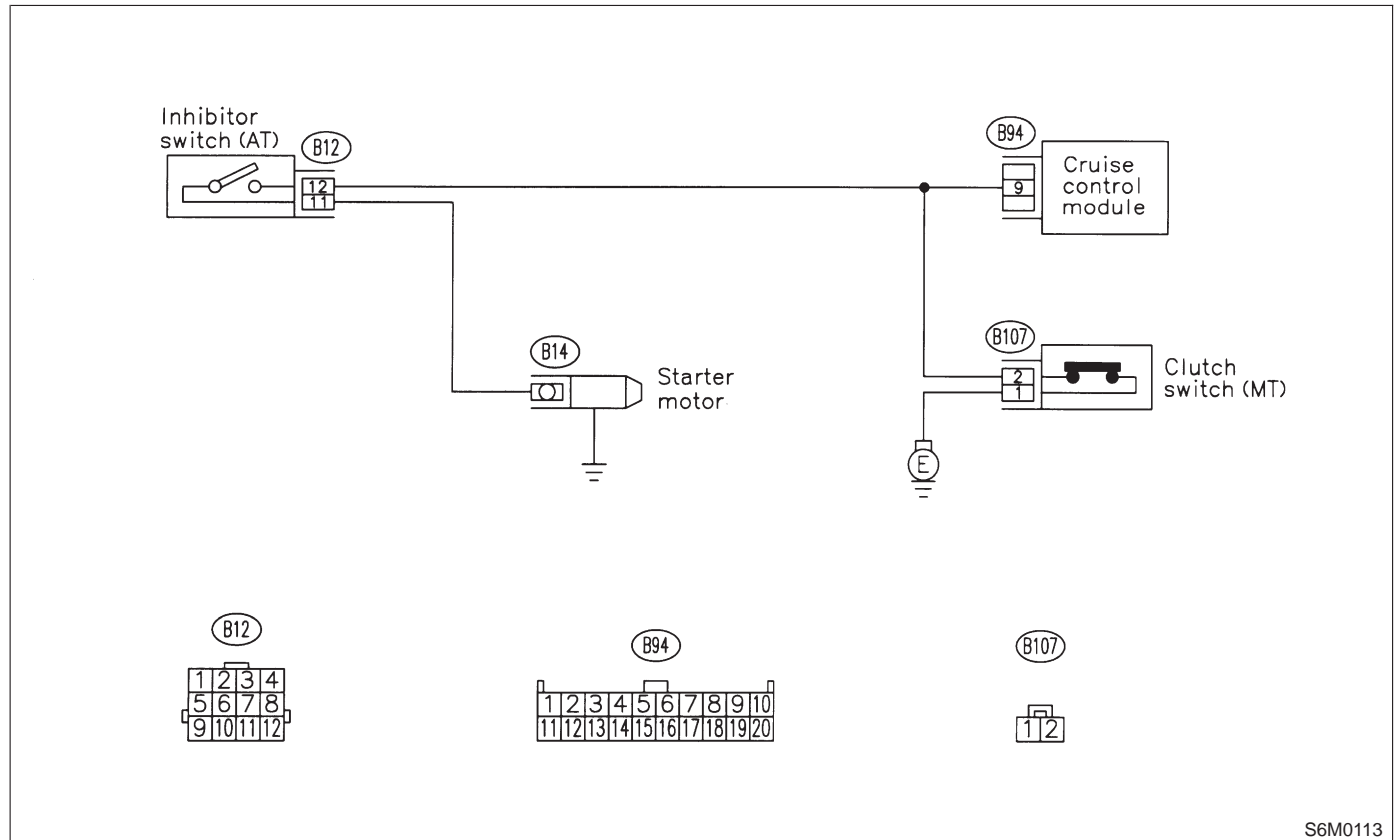 Inhibitor
switch (AT)
B12
12
11
B94
9
Cruise
control
module
B14
Starter
motor
B107
2
1
Clutch
switch (MT)
E
B12
1 2 3 4
5 6 7 8
9 10 11 12
B94
1 2 3 4 5 6 7 8 9 10
11 12 13 14 15 16 17 18 19 20
B107
1 2
S6M0113